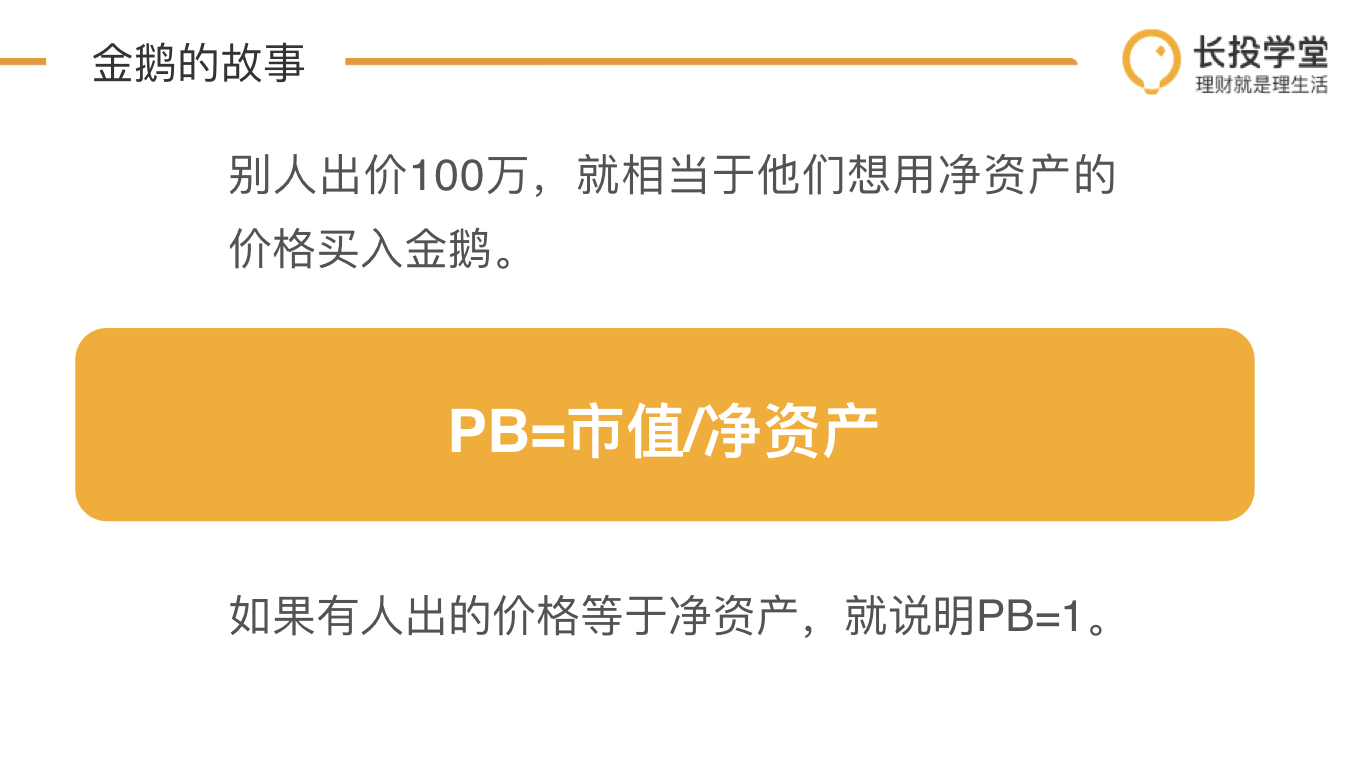 金鹅的故事
长投学堂
理财就是理生活
别人出价100万，就相当于他们想用净资产的
价格买入金鹅。
PB=市值/净资产
如果有人出的价格等于净资产，就说明PB=1。